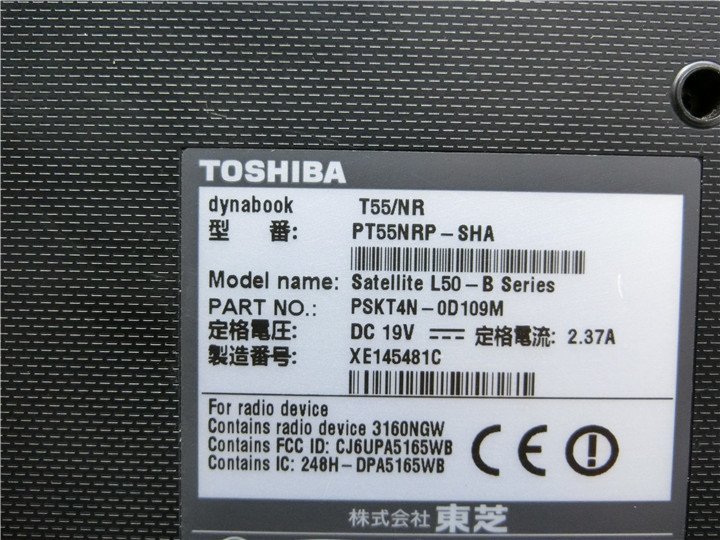 TOSHIBA
dynabook T55/NR
型 番: PT55NRP-SHA
Model name: Satellite L50-B Series
PART NO.: PSKT4N-0D109M
定格電圧: DC 19V 定格電流: 2.37A
製造番号: XE145481C
For radio device
Contains radio device 3160NGW
Contains FCC ID: CJ6UPA5165WB
Contains IC: 248H-DPA5165WB
CE
株式会社 東芝